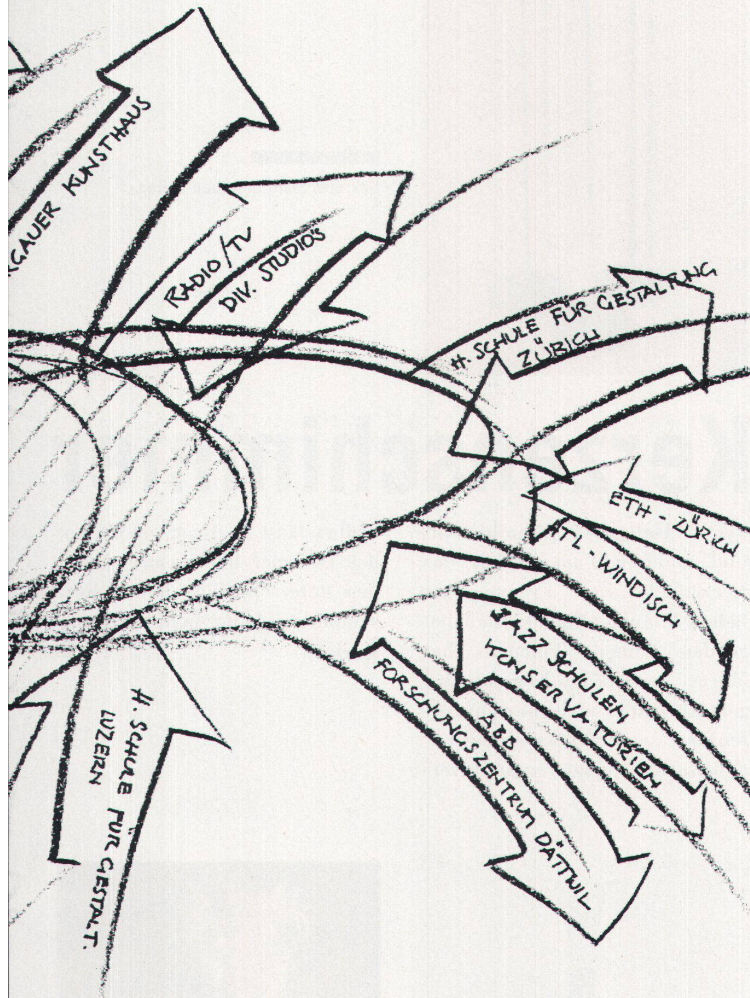 RGAUER KUNSTHAUS
RADIO/TV
DIV. STUDIO'S
H. SCHULE FÜR GESTALTUNG
ZÜRICH
ETH - ZÜRICH
HTL - WINDISCH
JAZZ SCHULEN
KONSERVATORIEN
ABB
FORSCHUNGSZENTRUM DÄTTWIL
H. SCHULE FÜR GESTALT.
LUZERN